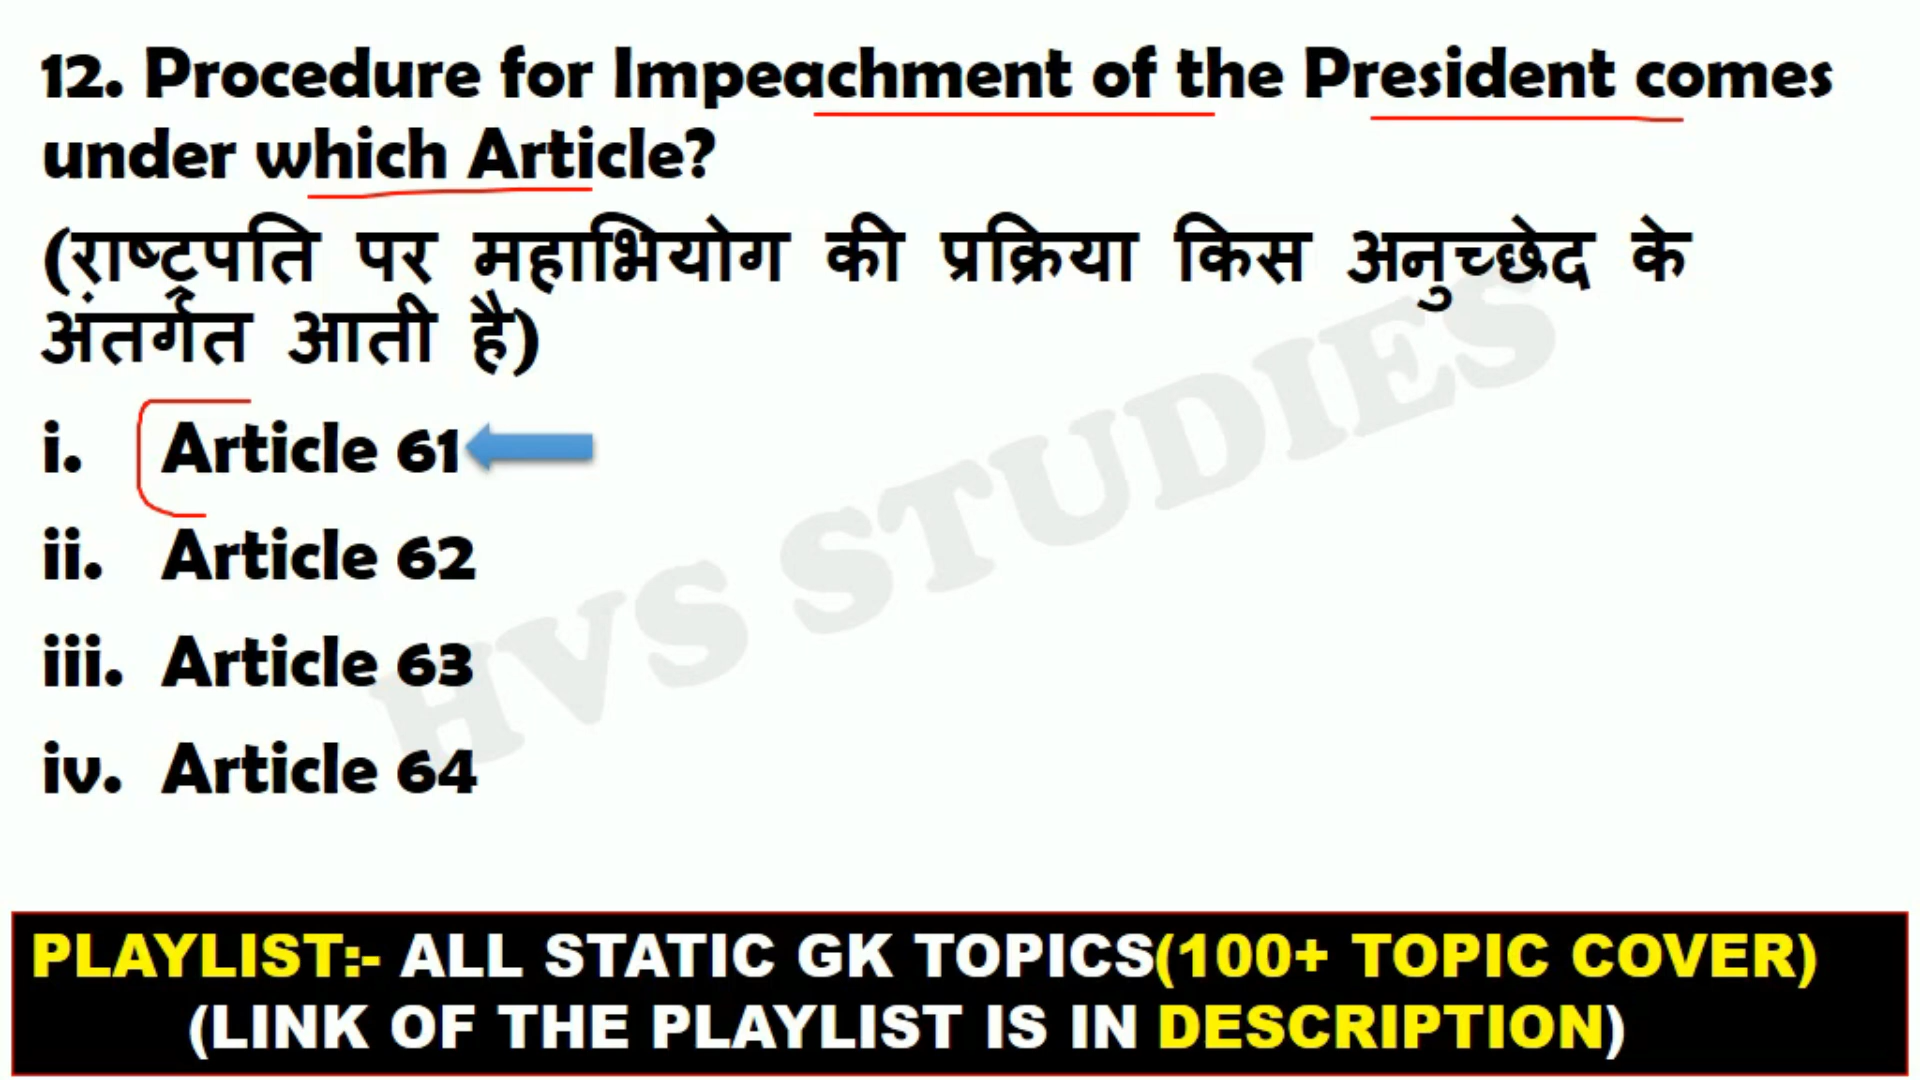 12. Procedure for Impeachment of the President comes
under which Article?
(राष्ट्रपति पर महाभियोग की प्रक्रिया किस अनुच्छेद के
अंतर्गत आती है)
i. Article 61
ii. Article 62
iii. Article 63
iv. Article 64
HVS STUDIES
PLAYLIST:- ALL STATIC GK TOPICS(100+ TOPIC COVER)
(LINK OF THE PLAYLIST IS IN DESCRIPTION)